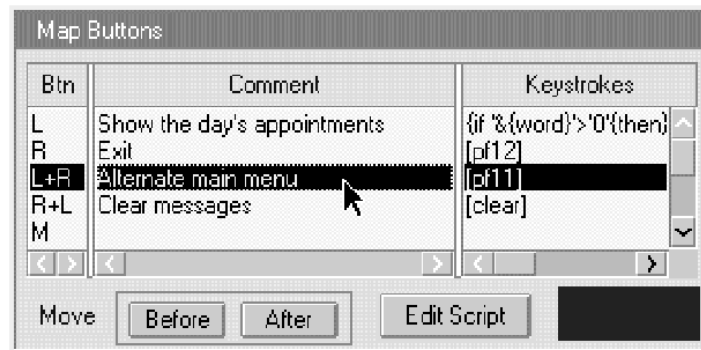 Map Buttons
Btn Comment Keystrokes
L Show the day's appointments {if '&{word}'>'0'{then}
R Exit [pf12]
L+R Alternate main menu [pf11]
R+L Clear messages [clear]
M
Move Before After Edit Script